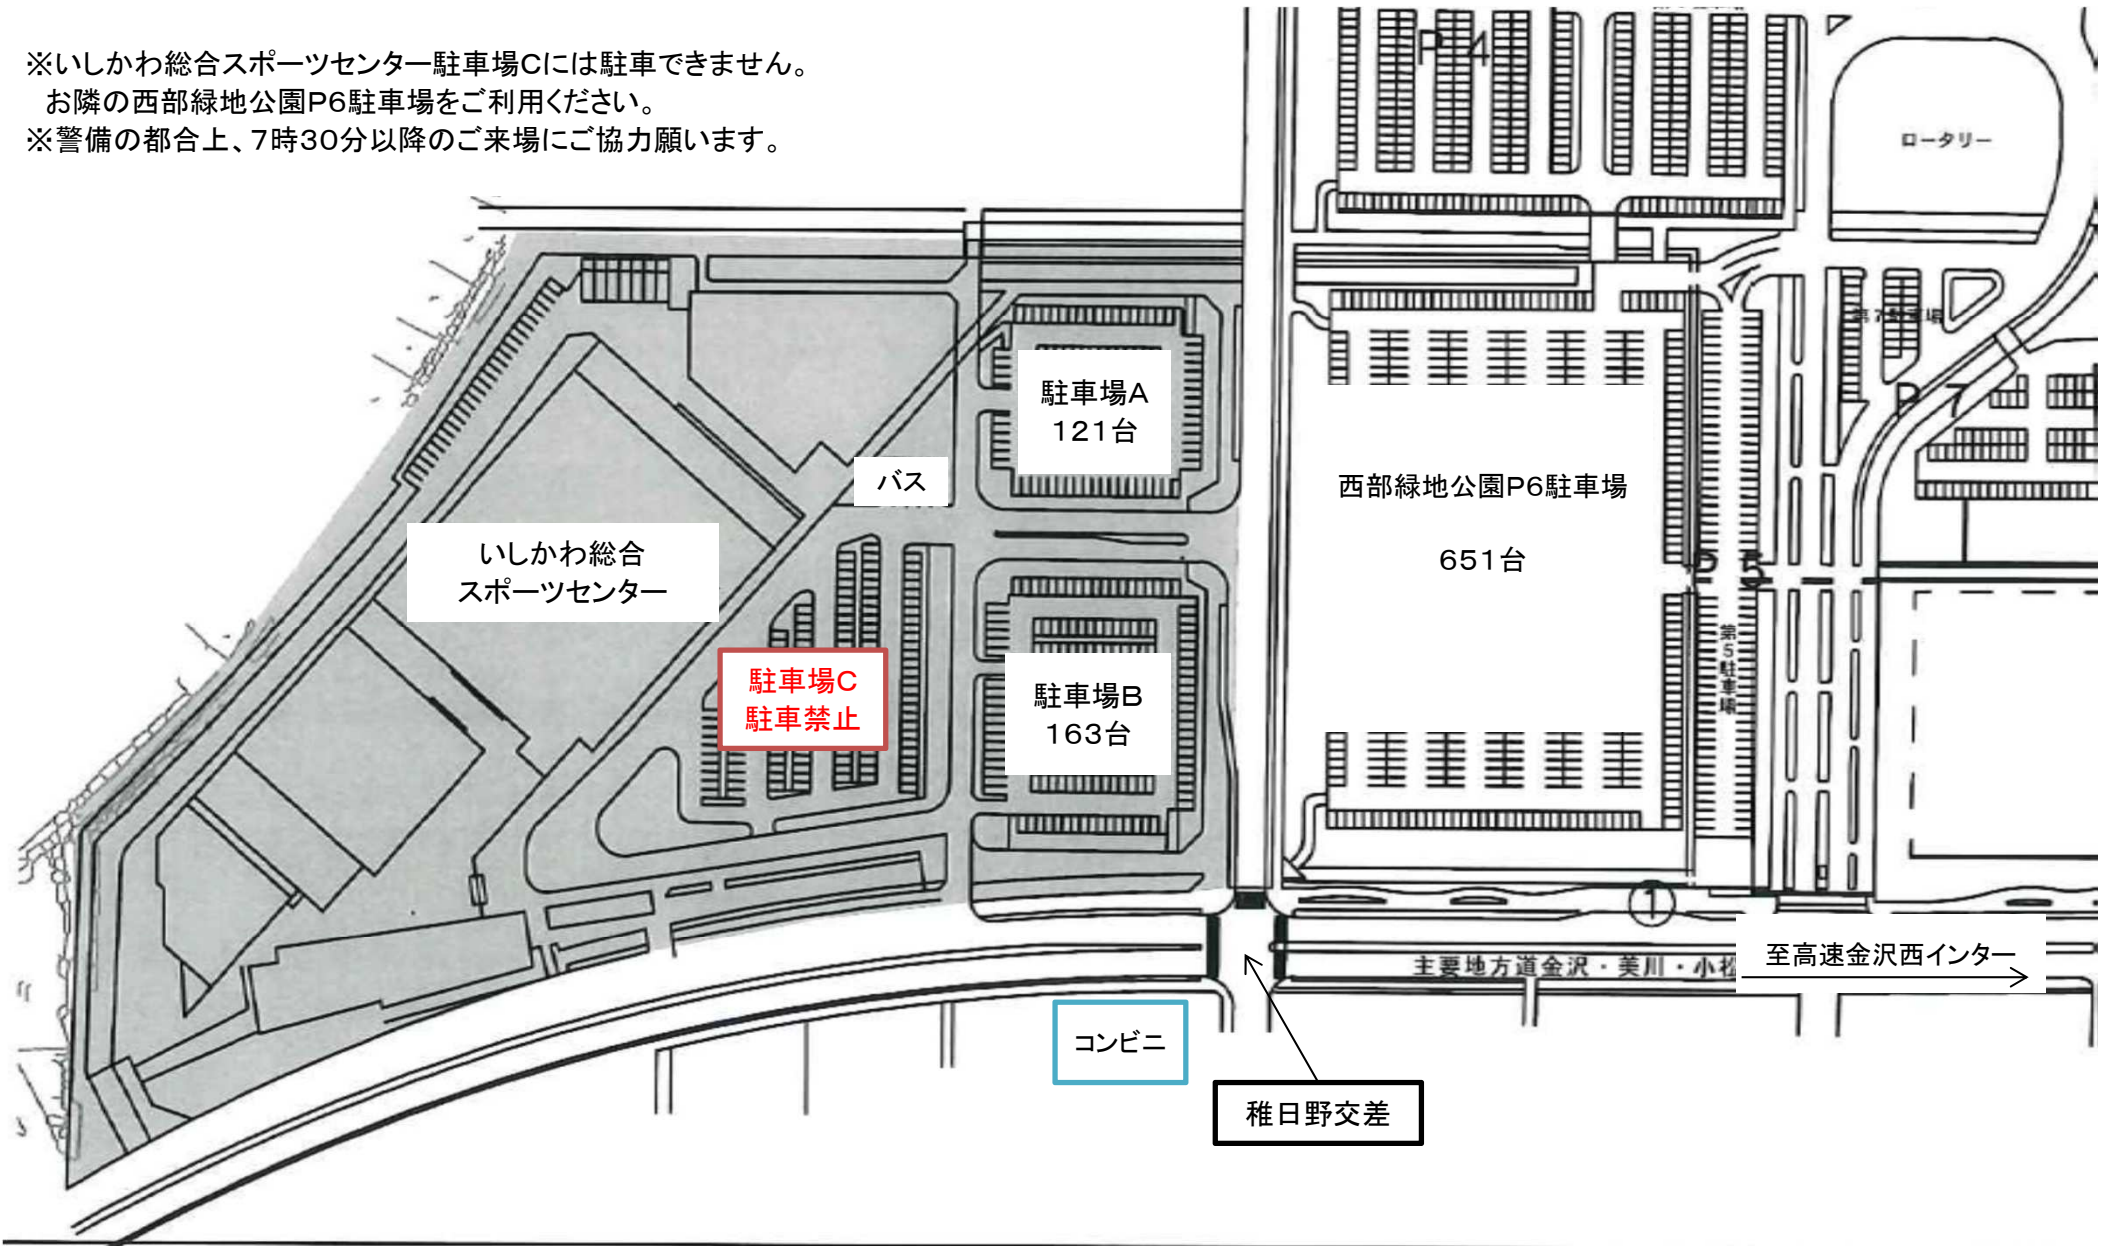 ※いしかわ総合スポーツセンター駐車場Cには駐車できません。
お隣の西部緑地公園P6駐車場をご利用ください。
※警備の都合上、7時30分以降のご来場にご協力願います。
P 4
ロータリー
駐車場A
121台
バス
西部緑地公園P6駐車場
651台
P 7
いしかわ総合
スポーツセンター
P 5
第5駐車場
駐車場C
駐車禁止
駐車場B
163台
1
主要地方道金沢・美川・小松
至高速金沢西インター
コンビニ
稚日野交差